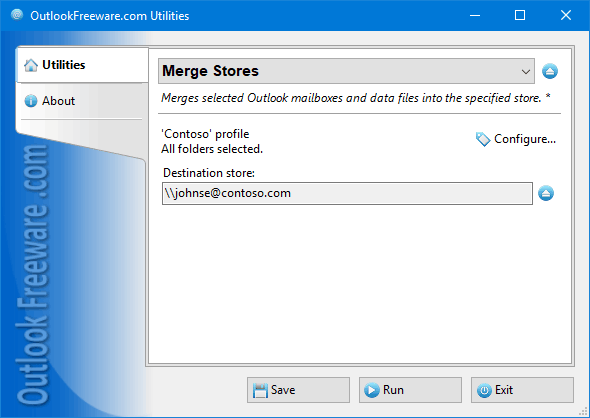 OutlookFreeware.com Utilities
Utilities
About
Outlook Freeware .com
Merge Stores
Merges selected Outlook mailboxes and data files into the specified store. *
'Contoso' profile
All folders selected.
Configure...
Destination store:
\\johnse@contoso.com
Save
Run
Exit